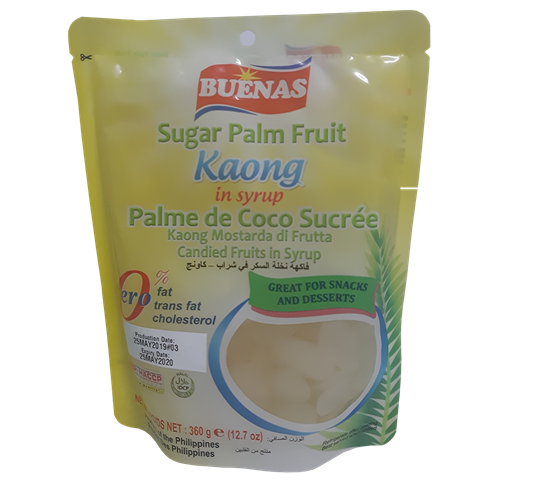 BUENAS
Sugar Palm Fruit
Kaong
in syrup
Palme de Coco Sucrée
Kaong Mostarda di Frutta
Candied Fruits in Syrup
فاكهة نخلة السكر في شراب – كاونج
GREAT FOR SNACKS
AND DESSERTS
0%
fat
trans fat
cholesterol
Production Date:
25MAY2019#03
Expiry Date:
25MAY2020
HACCP
NET : 360 g ℮ (12.7 oz) الوزن الصافي:
of the Philippines
Philippines منتج من الفلبين